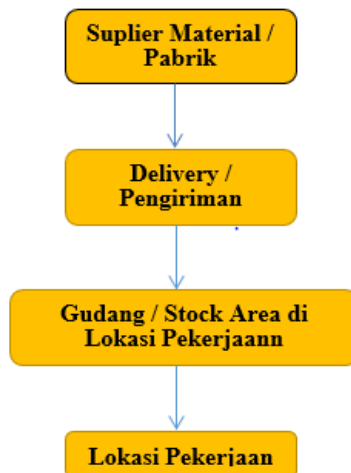 Suplier Material /
Pabrik
Delivery /
Pengiriman
Gudang / Stock Area di
Lokasi Pekerjaann
Lokasi Pekerjaan